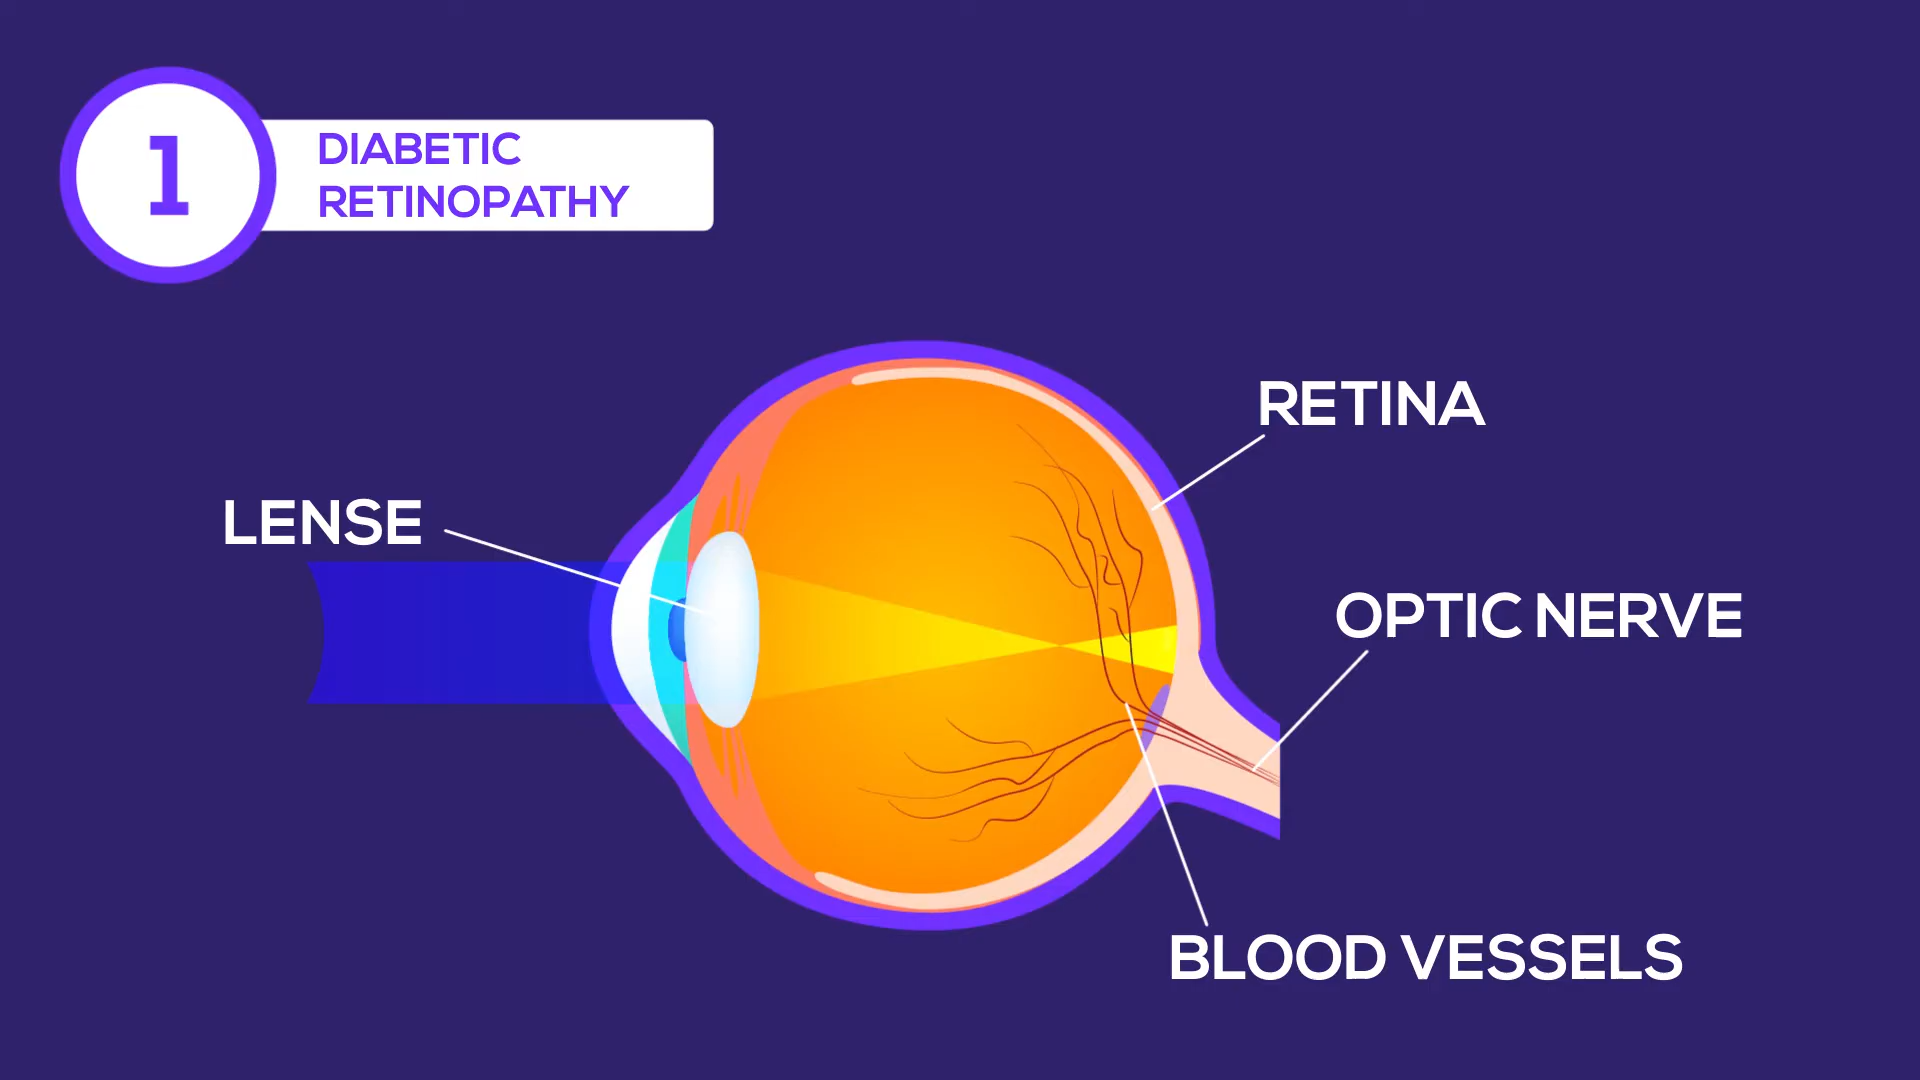 1
DIABETIC
RETINOPATHY
RETINA
LENSE
OPTIC NERVE
BLOOD VESSELS